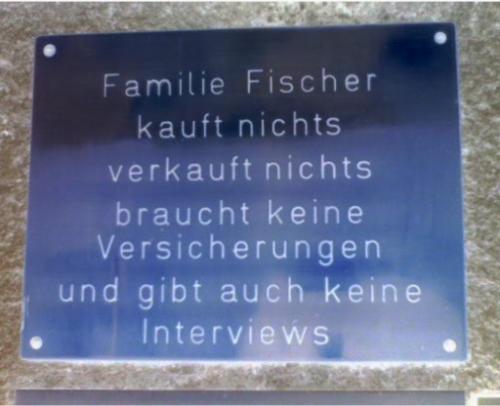 Familie Fischer
kauft nichts
verkauft nichts
braucht keine
Versicherungen
und gibt auch keine
Interviews